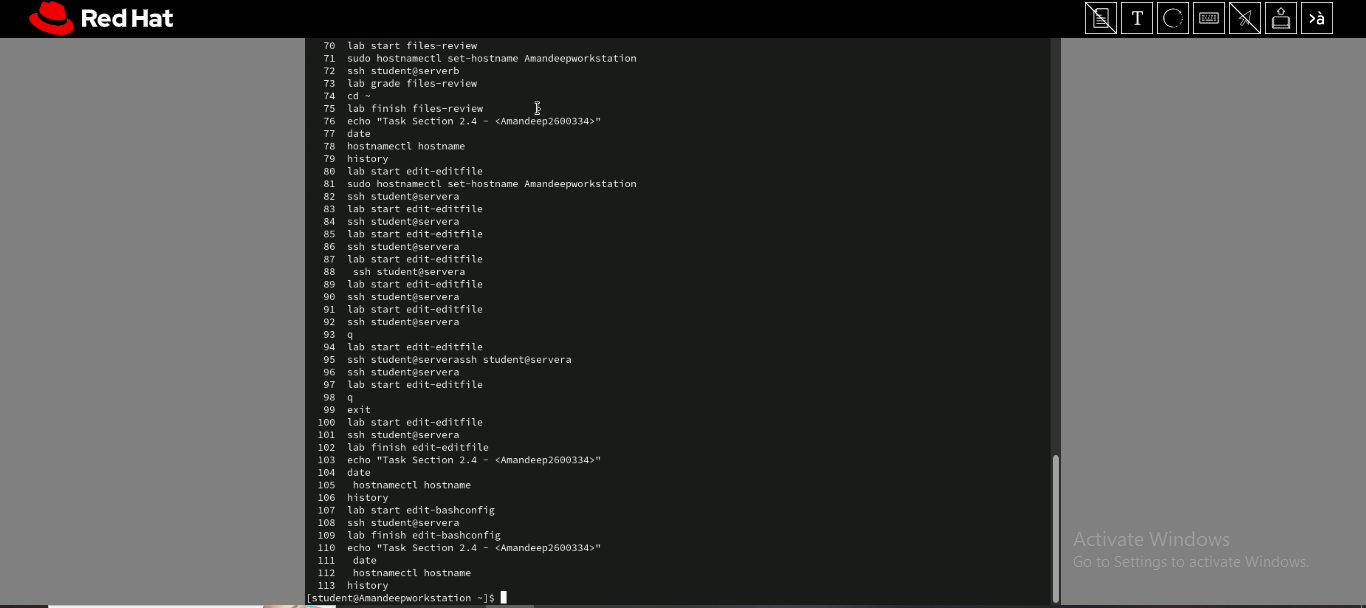 Red Hat
T
>à
70 lab start files-review
71 sudo hostnamectl set-hostname Amandeepworkstation
72 ssh student@serverb
73 lab grade files-review
74 cd ~
75 lab finish files-review
76 echo "Task Section 2.4 - <Amandeep2600334>"
77 date
78 hostnamectl hostname
79 history
80 lab start edit-editfile
81 sudo hostnamectl set-hostname Amandeepworkstation
82 ssh student@servera
83 lab start edit-editfile
84 ssh student@servera
85 lab start edit-editfile
86 ssh student@servera
87 lab start edit-editfile
88  ssh student@servera
89 lab start edit-editfile
90 ssh student@servera
91 lab start edit-editfile
92 ssh student@servera
93 q
94 lab start edit-editfile
95 ssh student@serverassh student@servera
96 ssh student@servera
97 lab start edit-editfile
98 q
99 exit
100 lab start edit-editfile
101 ssh student@servera
102 lab finish edit-editfile
103 echo "Task Section 2.4 - <Amandeep2600334>"
104 date
105  hostnamectl hostname
106 history
107 lab start edit-bashconfig
108 ssh student@servera
109 lab finish edit-bashconfig
110 echo "Task Section 2.4 - <Amandeep2600334>"
111  date
112  hostnamectl hostname
113 history
[student@Amandeepworkstation ~]$
Activate Windows
Go to Settings to activate Windows.